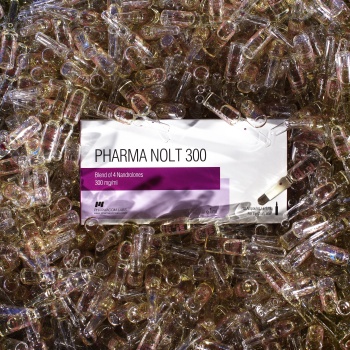 PHARMA NOLT 300
Blend of 4 Nandrolones
300 mg/ml